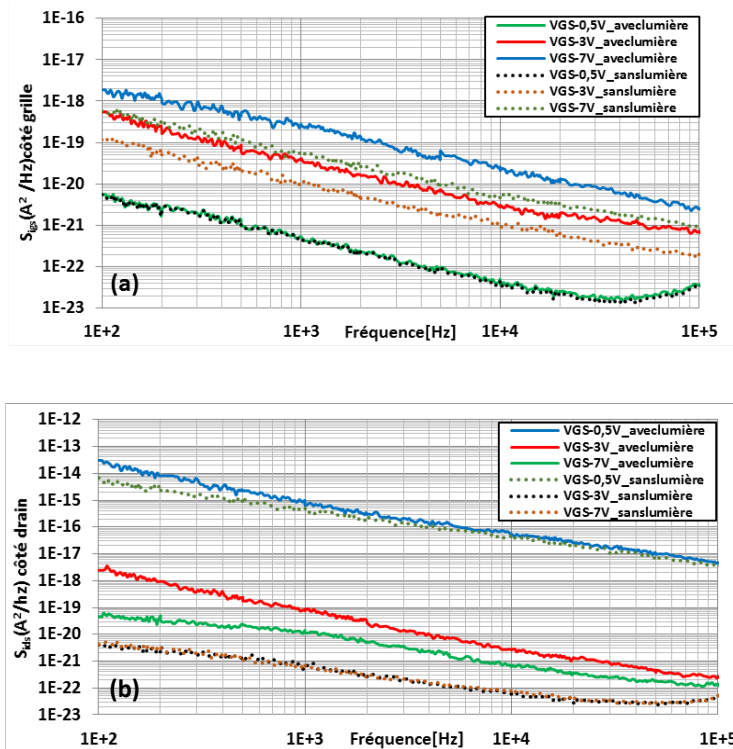 1E-16
1E-17
1E-18
1E-19
1E-20
1E-21
1E-22
1E-23
S_igs(A² /Hz)côté grille
VGS-0,5V_aveclumière
VGS-3V_aveclumière
VGS-7V_aveclumière
VGS-0,5V_sanslumière
VGS-3V_sanslumière
VGS-7V_sanslumière
(a)
1E+2
1E+3
Fréquence[Hz]
1E+4
1E+5
1E-12
1E-13
1E-14
1E-15
1E-16
1E-17
1E-18
1E-19
1E-20
1E-21
1E-22
1E-23
S_ids(A²/hz) côté drain
VGS-0,5V_aveclumière
VGS-3V_aveclumière
VGS-7V_aveclumière
VGS-0,5V_sanslumière
VGS-3V_sanslumière
VGS-7V_sanslumière
(b)
1E+2
1E+3
Fréquence[Hz]
1E+4
1E+5